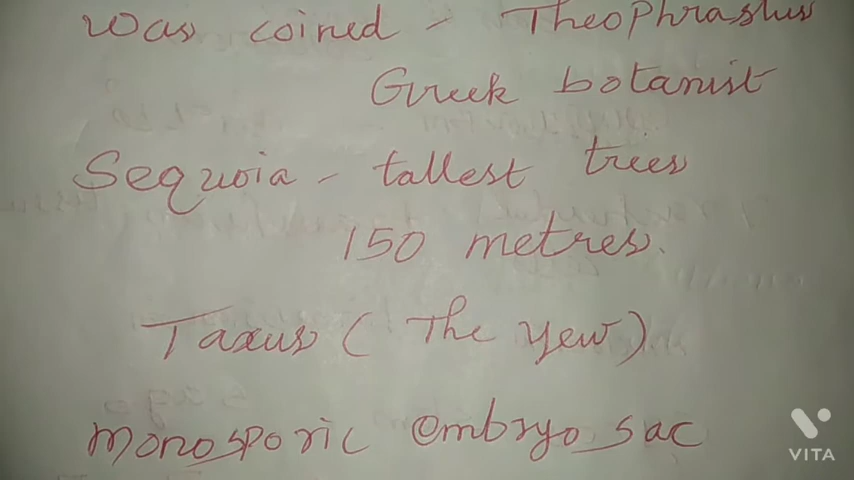 was coined - Theophrastus
Greek botanist
Sequoia - tallest trees
150 metres.
Taxus (The yew)
monosporic embryo sac
VITA